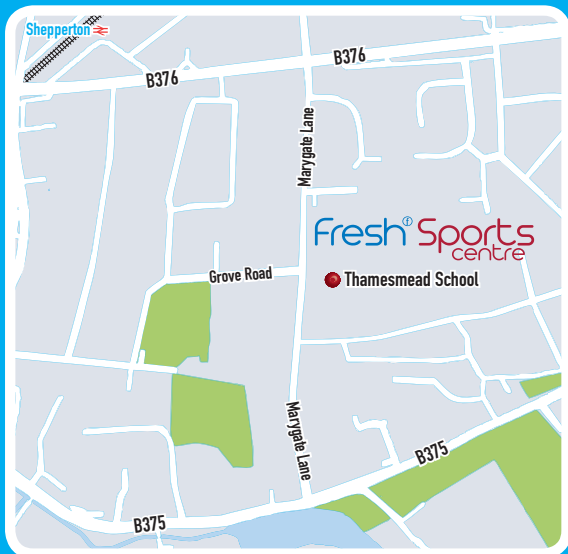 Shepperton
B376
B376
Marygate Lane
Fresh Sports
centre
Grove Road
Thamesmead School
Marygate Lane
B375
B375